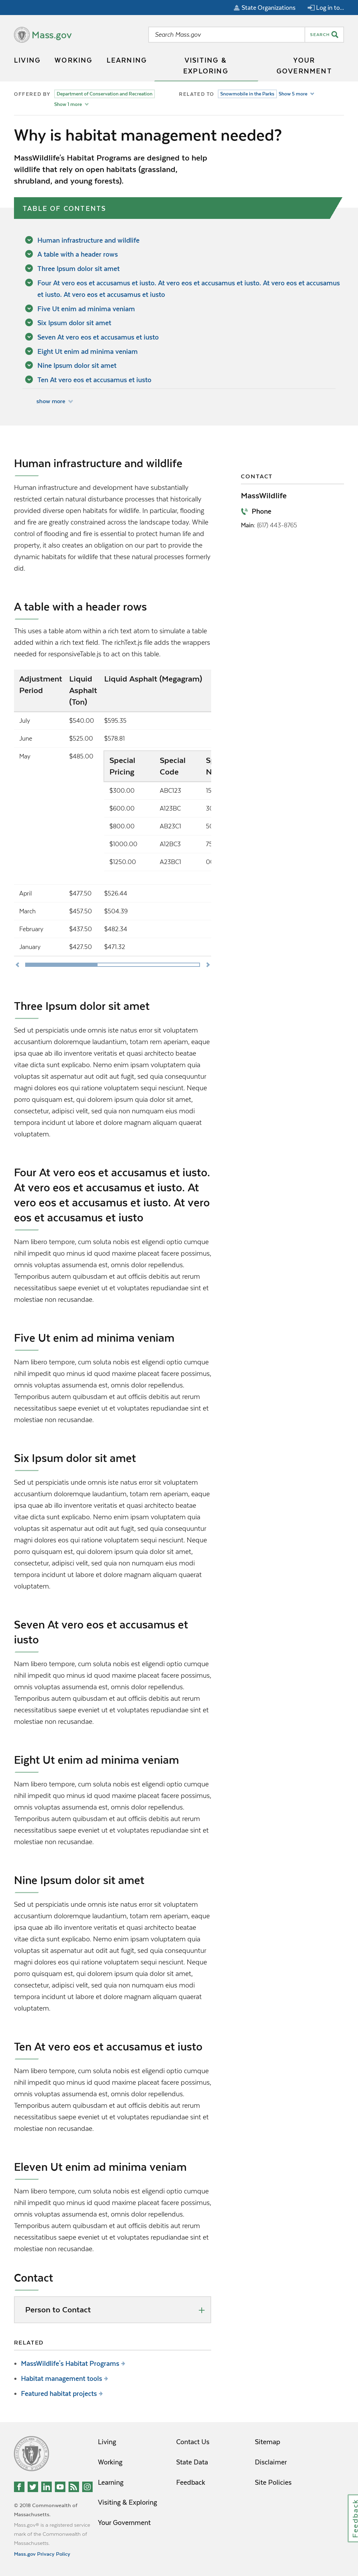 State Organizations
Log in to...
Mass.gov
Search Mass.gov
SEARCH
LIVING
WORKING
LEARNING
VISITING &
EXPLORING
YOUR
GOVERNMENT
OFFERED BY
Department of Conservation and Recreation
Show 1 more
RELATED TO
Snowmobile in the Parks
Show 5 more
Why is habitat management needed?
MassWildlife's Habitat Programs are designed to help
wildlife that rely on open habitats (grassland,
shrubland, and young forests).
TABLE OF CONTENTS
Human infrastructure and wildlife
A table with a header rows
Three Ipsum dolor sit amet
Four At vero eos et accusamus et iusto. At vero eos et accusamus et iusto. At vero eos et accusamus
et iusto. At vero eos et accusamus et iusto
Five Ut enim ad minima veniam
Six Ipsum dolor sit amet
Seven At vero eos et accusamus et iusto
Eight Ut enim ad minima veniam
Nine Ipsum dolor sit amet
Ten At vero eos et accusamus et iusto
show more
Human infrastructure and wildlife
Human infrastructure and development have substantially
restricted certain natural disturbance processes that historically
provided diverse open habitats for wildlife. In particular, flooding
and fire are greatly constrained across the landscape today. While
control of flooding and fire is essential to protect human life and
property, it also creates an obligation on our part to provide the
dynamic habitats for wildlife that these natural processes formerly
did.
CONTACT
MassWildlife
Phone
Main: (617) 443-8765
A table with a header rows
This uses a table within a rich text atom to simulate a table
added within a rich text field. The richText.js file adds the wrappers
needed for responsiveTable.js to act on this table.
Adjustment
Period
Liquid
Asphalt
(Ton)
Liquid Asphalt (Megagram)
July $540.00 $595.35
June $525.00 $578.81
May $485.00
Special
Pricing
Special
Code
$300.00 ABC123 15
$600.00 A123BC
$800.00 AB23C1
$1000.00 A12BC3
$1250.00 A23BC1
April $477.50 $526.44
March $457.50 $504.39
February $437.50 $482.34
January $427.50 $471.32
Three Ipsum dolor sit amet
Sed ut perspiciatis unde omnis iste natus error sit voluptatem
accusantium doloremque laudantium, totam rem aperiam, eaque
ipsa quae ab illo inventore veritatis et quasi architecto beatae
vitae dicta sunt explicabo. Nemo enim ipsam voluptatem quia
voluptas sit aspernatur aut odit aut fugit, sed quia consequuntur
magni dolores eos qui ratione voluptatem sequi nesciunt. Neque
porro quisquam est, qui dolorem ipsum quia dolor sit amet,
consectetur, adipisci velit, sed quia non numquam eius modi
tempora incidunt ut labore et dolore magnam aliquam quaerat
voluptatem.
Four At vero eos et accusamus et iusto.
At vero eos et accusamus et iusto. At
vero eos et accusamus et iusto. At vero
eos et accusamus et iusto
Nam libero tempore, cum soluta nobis est eligendi optio cumque
nihil impedit quo minus id quod maxime placeat facere possimus,
omnis voluptas assumenda est, omnis dolor repellendus.
Temporibus autem quibusdam et aut officiis debitis aut rerum
necessitatibus saepe eveniet ut et voluptates repudiandae sint et
molestiae non recusandae.
Five Ut enim ad minima veniam
Nam libero tempore, cum soluta nobis est eligendi optio cumque
nihil impedit quo minus id quod maxime placeat facere possimus,
omnis voluptas assumenda est, omnis dolor repellendus.
Temporibus autem quibusdam et aut officiis debitis aut rerum
necessitatibus saepe eveniet ut et voluptates repudiandae sint et
molestiae non recusandae.
Six Ipsum dolor sit amet
Sed ut perspiciatis unde omnis iste natus error sit voluptatem
accusantium doloremque laudantium, totam rem aperiam, eaque
ipsa quae ab illo inventore veritatis et quasi architecto beatae
vitae dicta sunt explicabo. Nemo enim ipsam voluptatem quia
voluptas sit aspernatur aut odit aut fugit, sed quia consequuntur
magni dolores eos qui ratione voluptatem sequi nesciunt. Neque
porro quisquam est, qui dolorem ipsum quia dolor sit amet,
consectetur, adipisci velit, sed quia non numquam eius modi
tempora incidunt ut labore et dolore magnam aliquam quaerat
voluptatem.
Seven At vero eos et accusamus et
iusto
Nam libero tempore, cum soluta nobis est eligendi optio cumque
nihil impedit quo minus id quod maxime placeat facere possimus,
omnis voluptas assumenda est, omnis dolor repellendus.
Temporibus autem quibusdam et aut officiis debitis aut rerum
necessitatibus saepe eveniet ut et voluptates repudiandae sint et
molestiae non recusandae.
Eight Ut enim ad minima veniam
Nam libero tempore, cum soluta nobis est eligendi optio cumque
nihil impedit quo minus id quod maxime placeat facere possimus,
omnis voluptas assumenda est, omnis dolor repellendus.
Temporibus autem quibusdam et aut officiis debitis aut rerum
necessitatibus saepe eveniet ut et voluptates repudiandae sint et
molestiae non recusandae.
Nine Ipsum dolor sit amet
Sed ut perspiciatis unde omnis iste natus error sit voluptatem
accusantium doloremque laudantium, totam rem aperiam, eaque
ipsa quae ab illo inventore veritatis et quasi architecto beatae
vitae dicta sunt explicabo. Nemo enim ipsam voluptatem quia
voluptas sit aspernatur aut odit aut fugit, sed quia consequuntur
magni dolores eos qui ratione voluptatem sequi nesciunt. Neque
porro quisquam est, qui dolorem ipsum quia dolor sit amet,
consectetur, adipisci velit, sed quia non numquam eius modi
tempora incidunt ut labore et dolore magnam aliquam quaerat
voluptatem.
Ten At vero eos et accusamus et iusto
Nam libero tempore, cum soluta nobis est eligendi optio cumque
nihil impedit quo minus id quod maxime placeat facere possimus,
omnis voluptas assumenda est, omnis dolor repellendus.
Temporibus autem quibusdam et aut officiis debitis aut rerum
necessitatibus saepe eveniet ut et voluptates repudiandae sint et
molestiae non recusandae.
Eleven Ut enim ad minima veniam
Nam libero tempore, cum soluta nobis est eligendi optio cumque
nihil impedit quo minus id quod maxime placeat facere possimus,
omnis voluptas assumenda est, omnis dolor repellendus.
Temporibus autem quibusdam et aut officiis debitis aut rerum
necessitatibus saepe eveniet ut et voluptates repudiandae sint et
molestiae non recusandae.
Contact
Person to Contact
RELATED
MassWildlife's Habitat Programs
Habitat management tools
Featured habitat projects
Living
Working
Learning
Visiting & Exploring
Your Government
Contact Us
State Data
Feedback
Sitemap
Disclaimer
Site Policies
© 2018 Commonwealth of
Massachusetts.
Mass.gov® is a registered service
mark of the Commonwealth of
Massachusetts.
Mass.gov Privacy Policy
Feedback